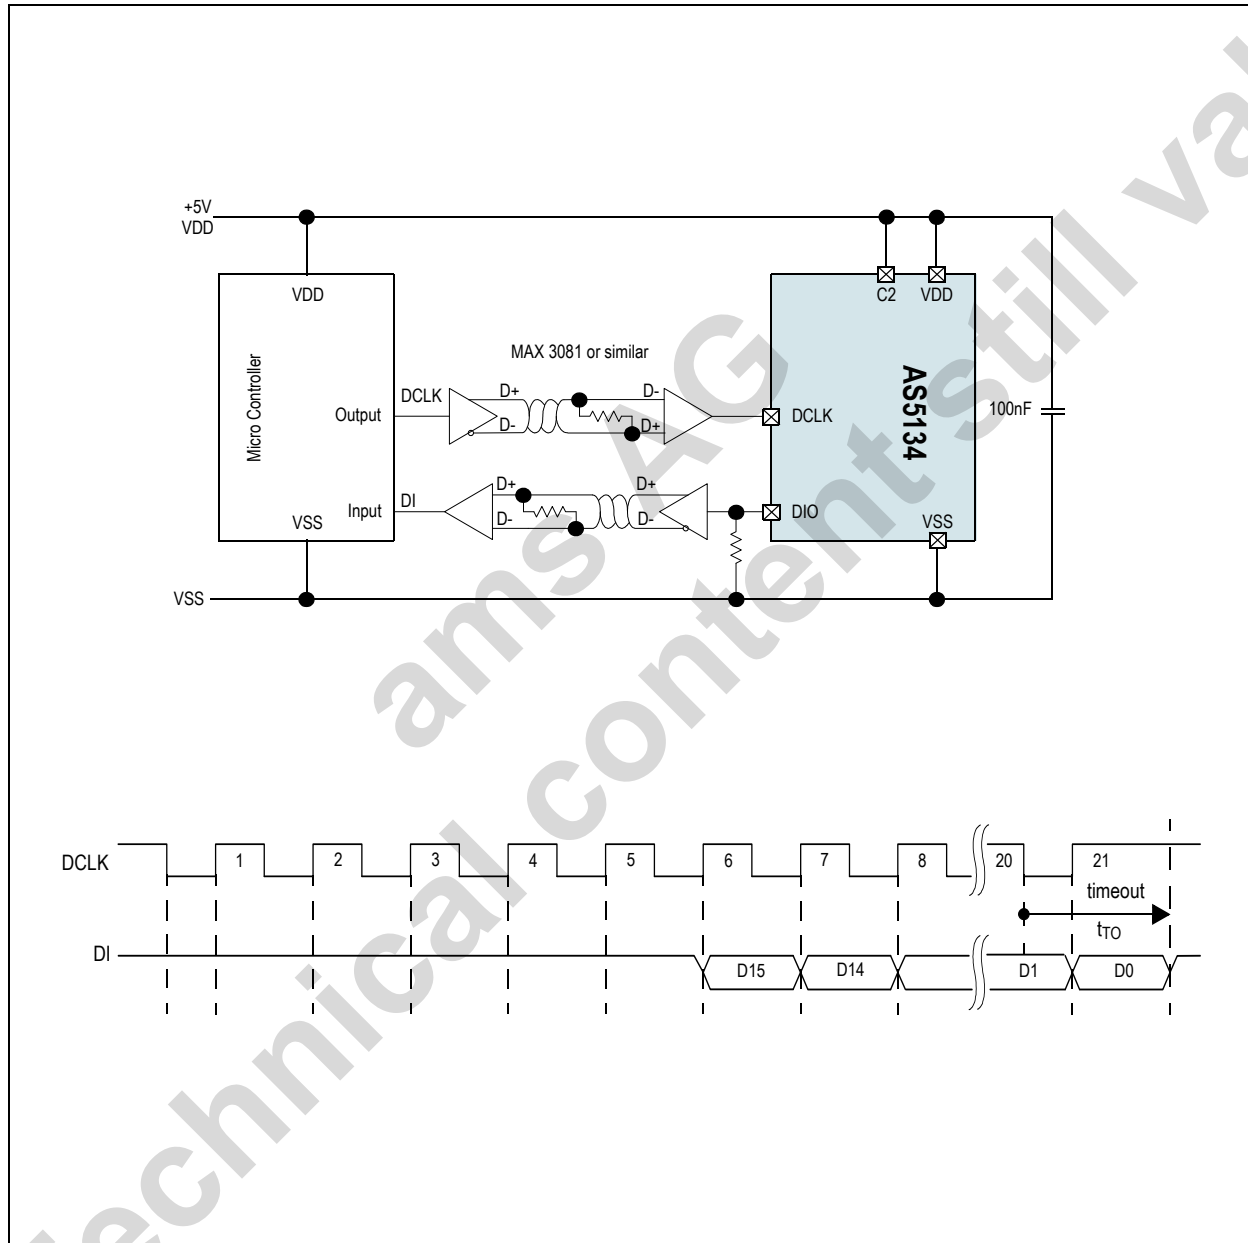 +5V
VDD
VDD
C2
VDD
Micro Controller
MAX 3081 or similar
DCLK
D+
D-
D-
D+
Output
DCLK
AS5134
100nF
DI
D+
D-
D+
D-
Input
DIO
VSS
VSS
VSS
DCLK
1
2
3
4
5
6
7
8
20
21
timeout
tTO
DI
D15
D14
D1
D0
ams AG
technical content still val